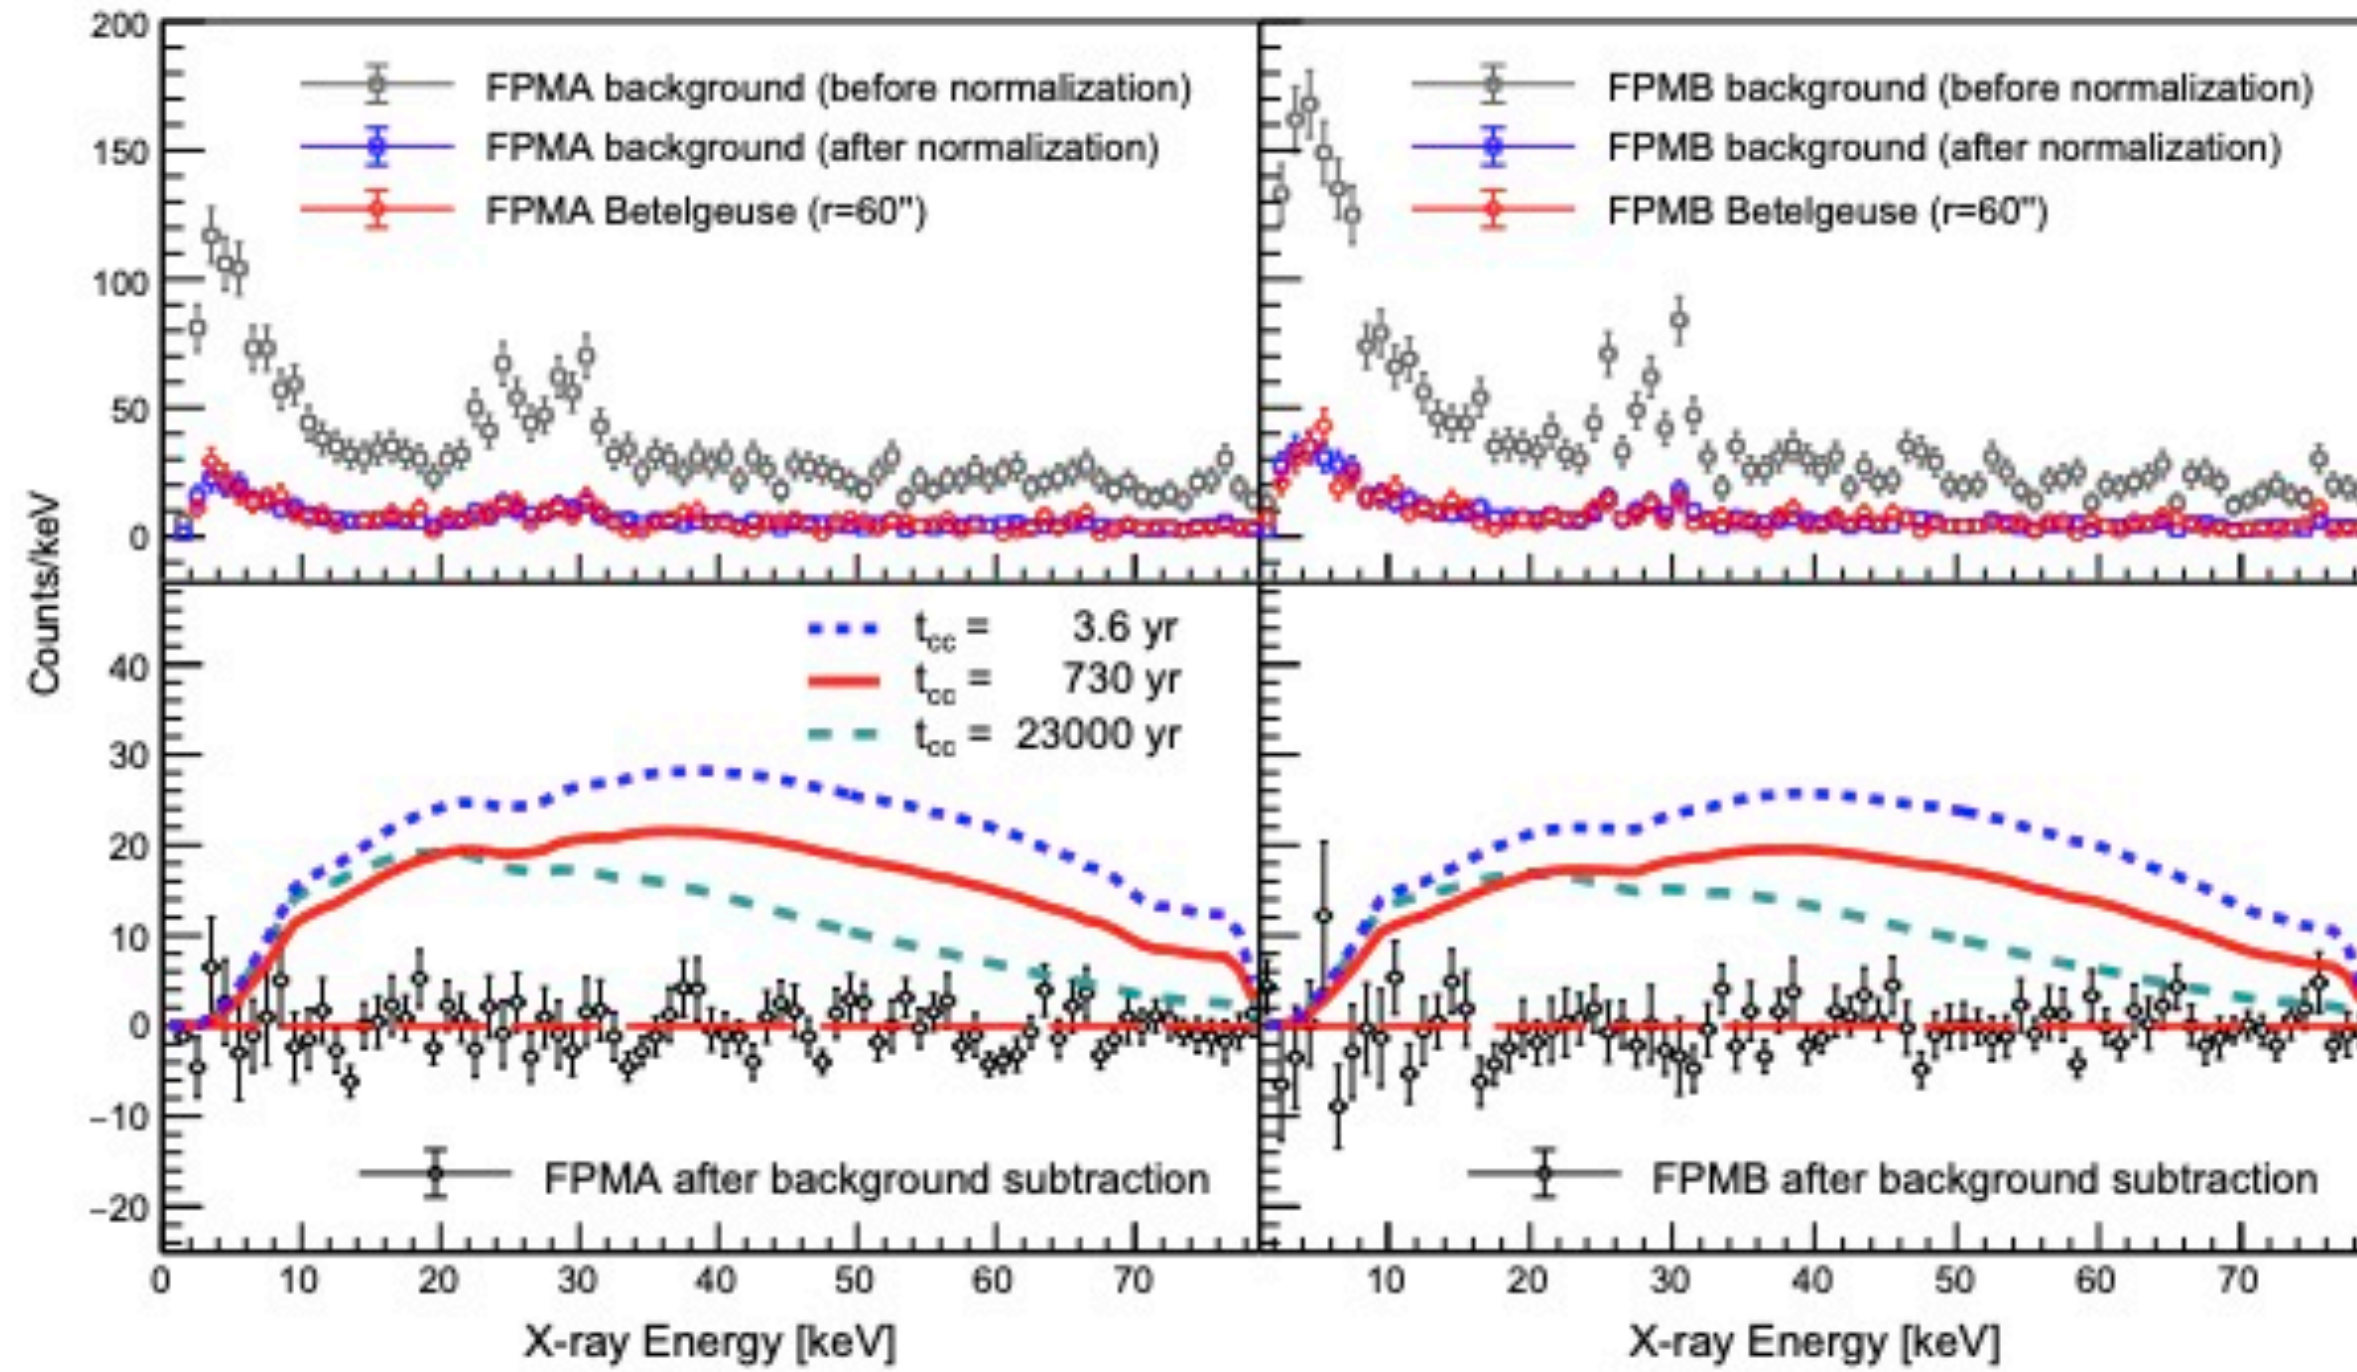 200
150
100
50
0
FPMA background (before normalization)
FPMA background (after normalization)
FPMA Betelgeuse (r=60")
FPMB background (before normalization)
FPMB background (after normalization)
FPMB Betelgeuse (r=60")
Counts/keV
40
30
20
10
0
−10
−20
t_cc = 3.6 yr
t_cc = 730 yr
t_cc = 23000 yr
FPMA after background subtraction
FPMB after background subtraction
0 10 20 30 40 50 60 70
10 20 30 40 50 60 70
X-ray Energy [keV]
X-ray Energy [keV]